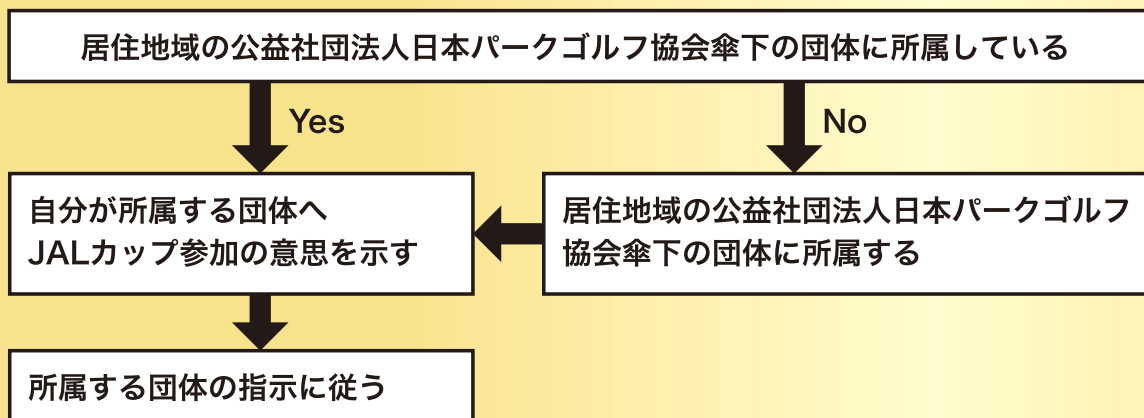 居住地域の公益社団法人日本パークゴルフ協会傘下の団体に所属している
Yes
No
自分が所属する団体へ
JALカップ参加の意思を示す
居住地域の公益社団法人日本パークゴルフ
協会傘下の団体に所属する
所属する団体の指示に従う